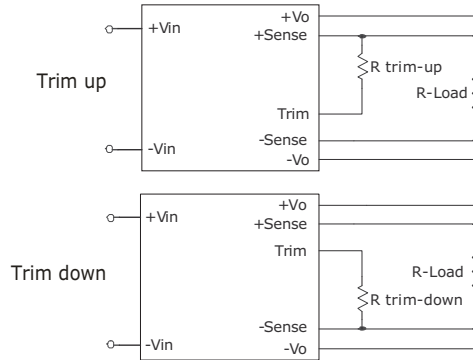 +Vo
+Vin
+Sense
R trim-up
Trim up
R-Load
Trim
-Sense
-Vin
-Vo
+Vo
+Vin
+Sense
Trim
Trim down
R-Load
R trim-down
-Sense
-Vin
-Vo